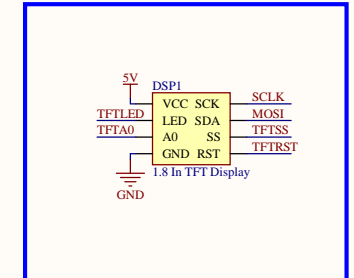 5V
DSP1
VCC SCK SCLK
TFTLED LED SDA MOSI
TFTA0 A0 SS TFTSS
GND RST TFTRST
1.8 In TFT Display
GND